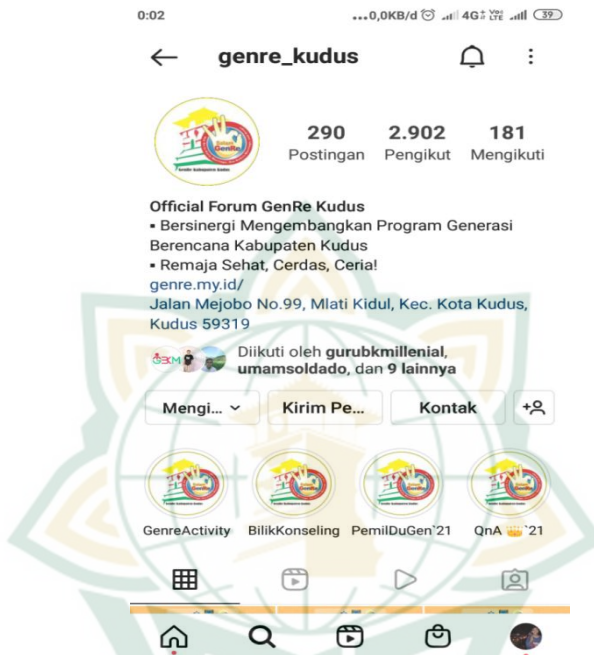 0:02
...0,0KB/d 4G+ Vo) LTE 39
genre_kudus
290 2.902 181
Postingan Pengikut Mengikuti
Official Forum GenRe Kudus
▪ Bersinergi Mengembangkan Program Generasi
Berencana Kabupaten Kudus
▪ Remaja Sehat, Cerdas, Ceria!
genre.my.id/
Jalan Mejobo No.99, Mlati Kidul, Kec. Kota Kudus,
Kudus 59319
Diikuti oleh gurubkmillenial,
umamsoldado, dan 9 lainnya
Mengi... Kirim Pe... Kontak
GenreActivity BilikKonseling PemilDuGen`21 QnA 👑`21